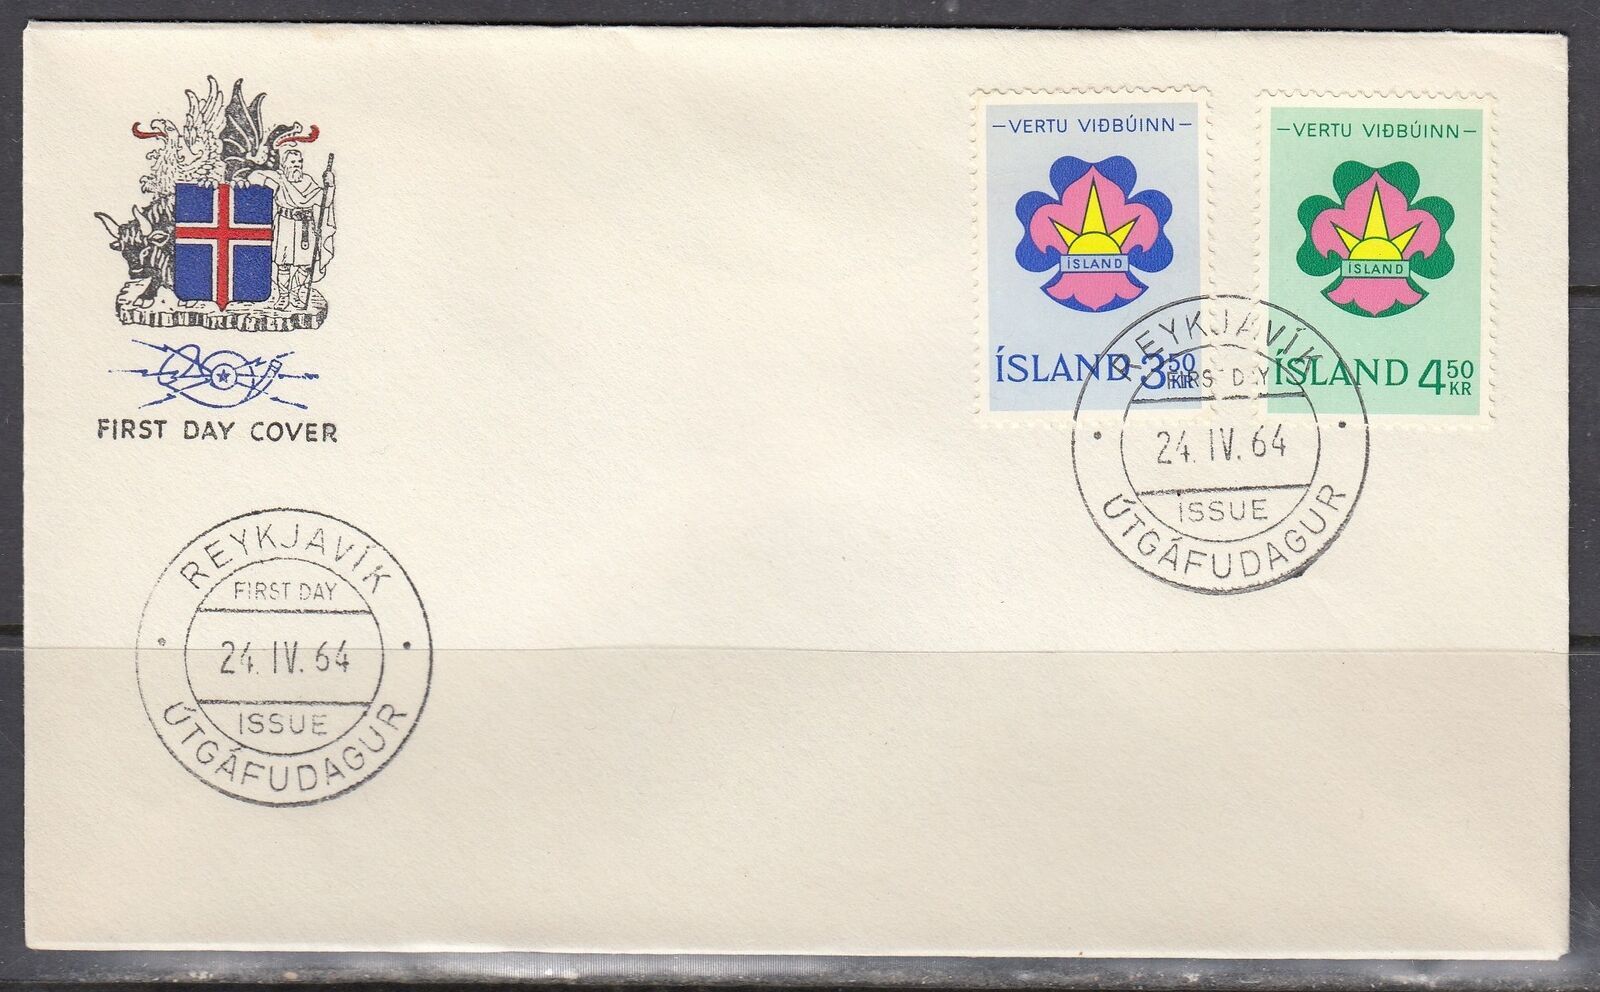 FIRST DAY COVER
—VERTU VIÐBÚINN—
ÍSLAND
ÍSLAND 3 50 KR
—VERTU VIÐBÚINN—
ÍSLAND
ÍSLAND 4 50 KR
REYKJAVÍK
FIRST DAY
24. IV. 64
ISSUE
ÚTGÁFUDAGUR
REYKJAVÍK
FIRST DAY
24. IV. 64
ISSUE
ÚTGÁFUDAGUR